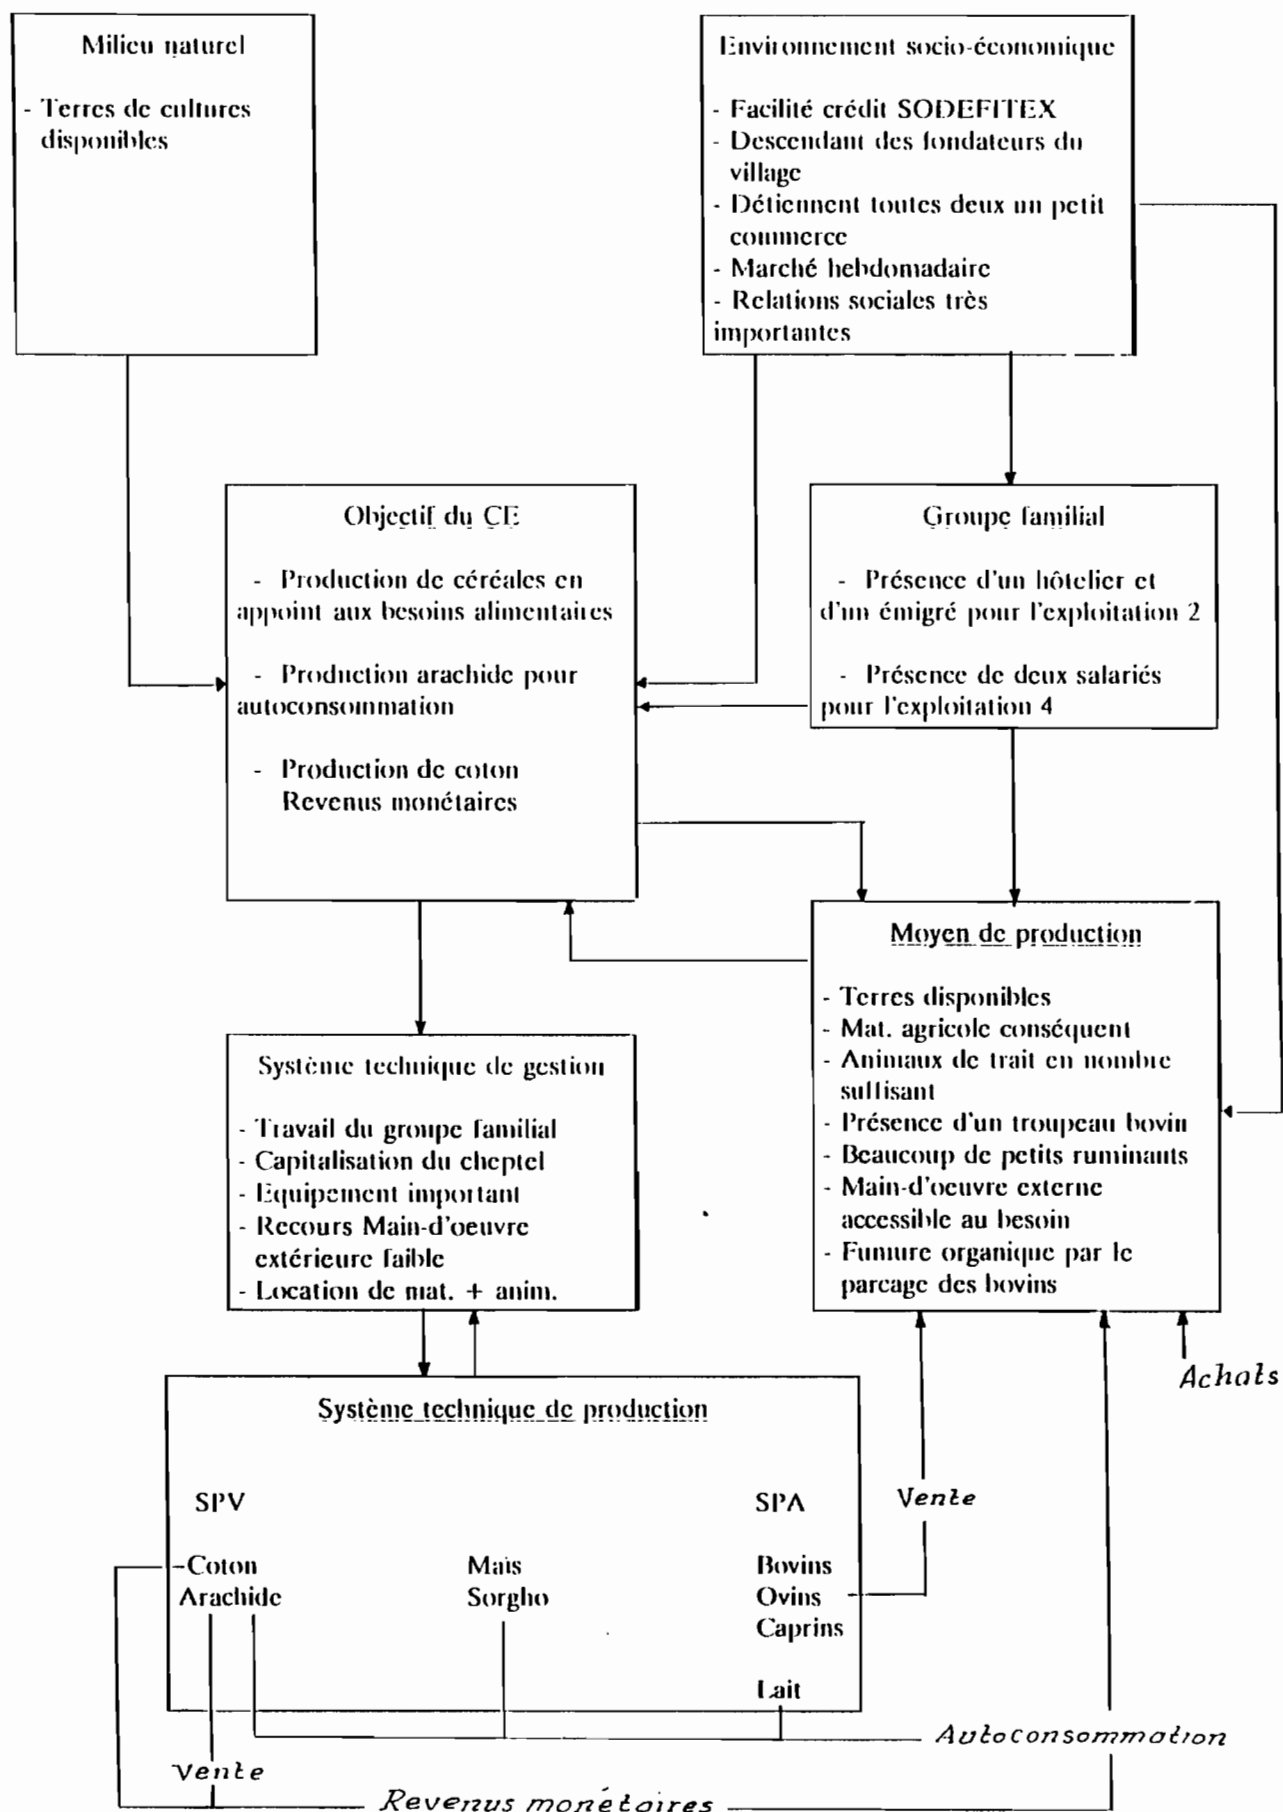 Milieu naturel
- Terres de cultures
disponibles
Environnement socio-économique
- Facilité crédit SODEFITEX
- Descendant des fondateurs du
village
- Détiennent toutes deux un petit
commerce
- Marché hebdomadaire
- Relations sociales très
importantes
Objectif du CE
- Production de céréales en
appoint aux besoins alimentaires
- Production arachide pour
autoconsommation
- Production de coton
Revenus monétaires
Groupe familial
- Présence d'un hôtelier et
d'un émigré pour l'exploitation 2
- Présence de deux salariés
pour l'exploitation 4
Moyen de production
- Terres disponibles
- Mat. agricole conséquent
- Animaux de trait en nombre
suffisant
- Présence d'un troupeau bovin
- Beaucoup de petits ruminants
- Main-d'oeuvre externe
accessible au besoin
- Fumure organique par le
parcage des bovins
Système technique de gestion
- Travail du groupe familial
- Capitalisation du cheptel
- Equipement important
- Recours Main-d'oeuvre
extérieure faible
- Location de mat. + anim.
Achats
Système technique de production
SPV
SPA
Vente
Coton
Maïs
Bovins
Arachide
Sorgho
Ovins
Caprins
Lait
Autoconsommation
Vente
Revenus monétaires